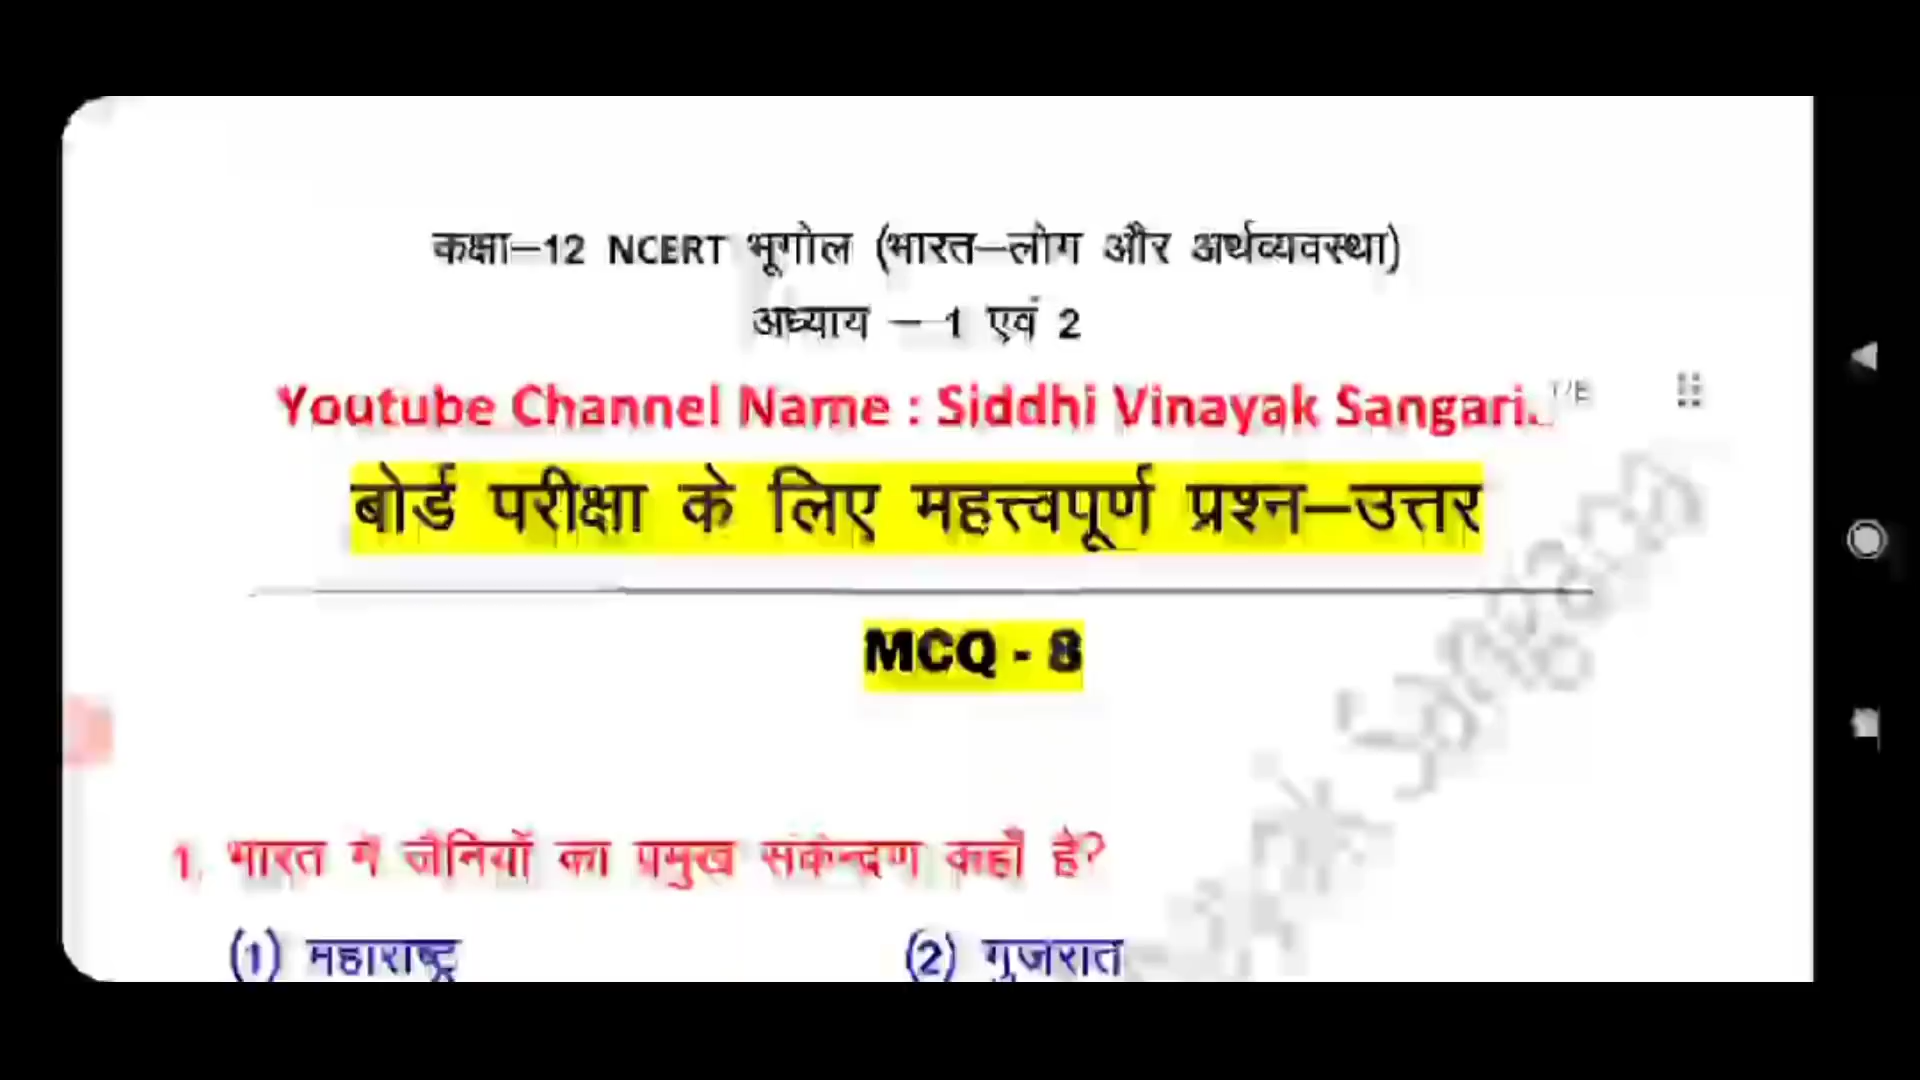 कक्षा–12 NCERT भूगोल (भारत–लोग और अर्थव्यवस्था)
अध्याय – 1 एवं 2
Youtube Channel Name : Siddhi Vinayak Sangari
बोर्ड परीक्षा के लिए महत्त्वपूर्ण प्रश्न–उत्तर
MCQ - 8
1. भारत में जैनियों का प्रमुख संकेन्द्रण कहाँ है?
(1) महाराष्ट्र (2) गुजरात